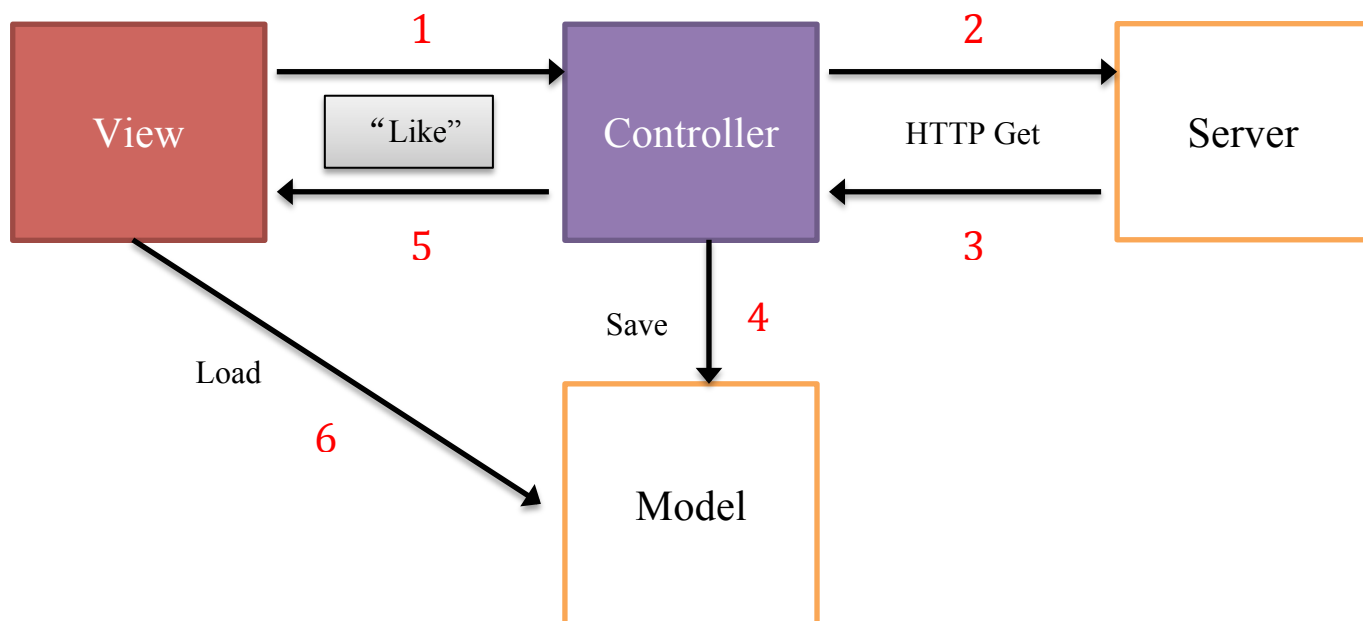 1
2
View
“Like”
Controller
HTTP Get
Server
5
3
Save
4
Load
6
Model